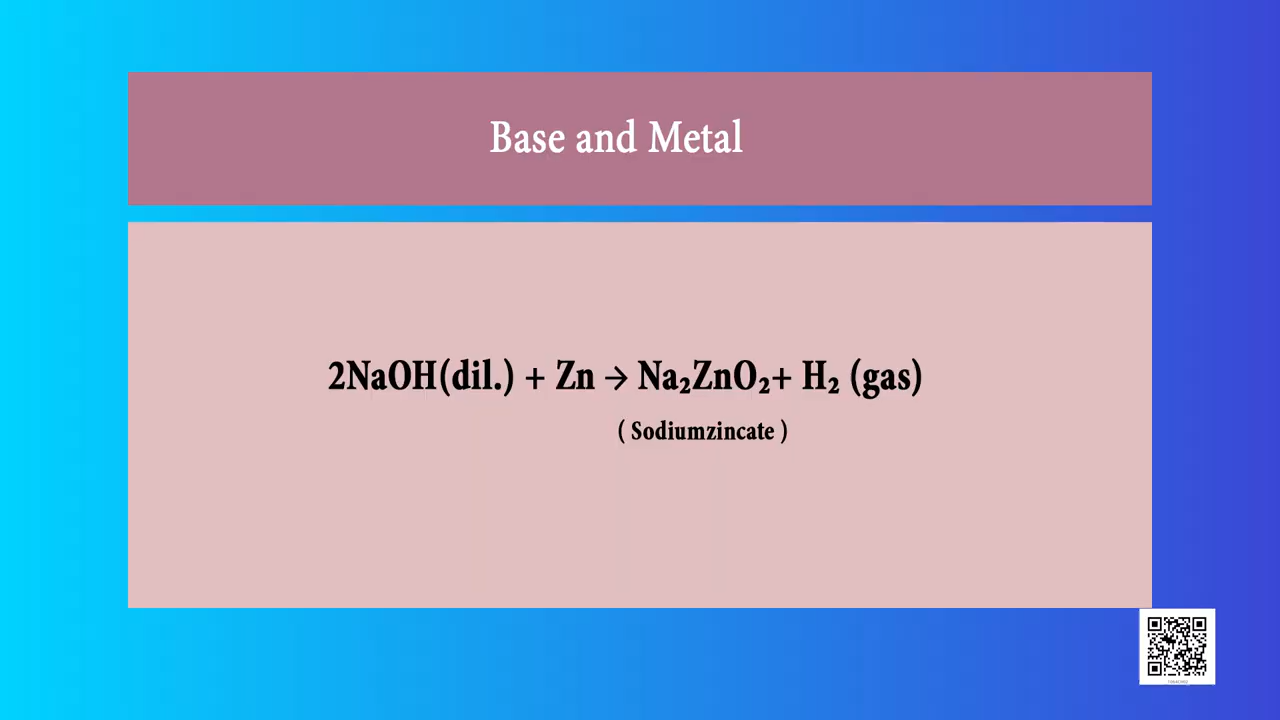 Base and Metal
2NaOH(dil.) + Zn → Na₂ZnO₂+ H₂ (gas)
( Sodiumzincate )